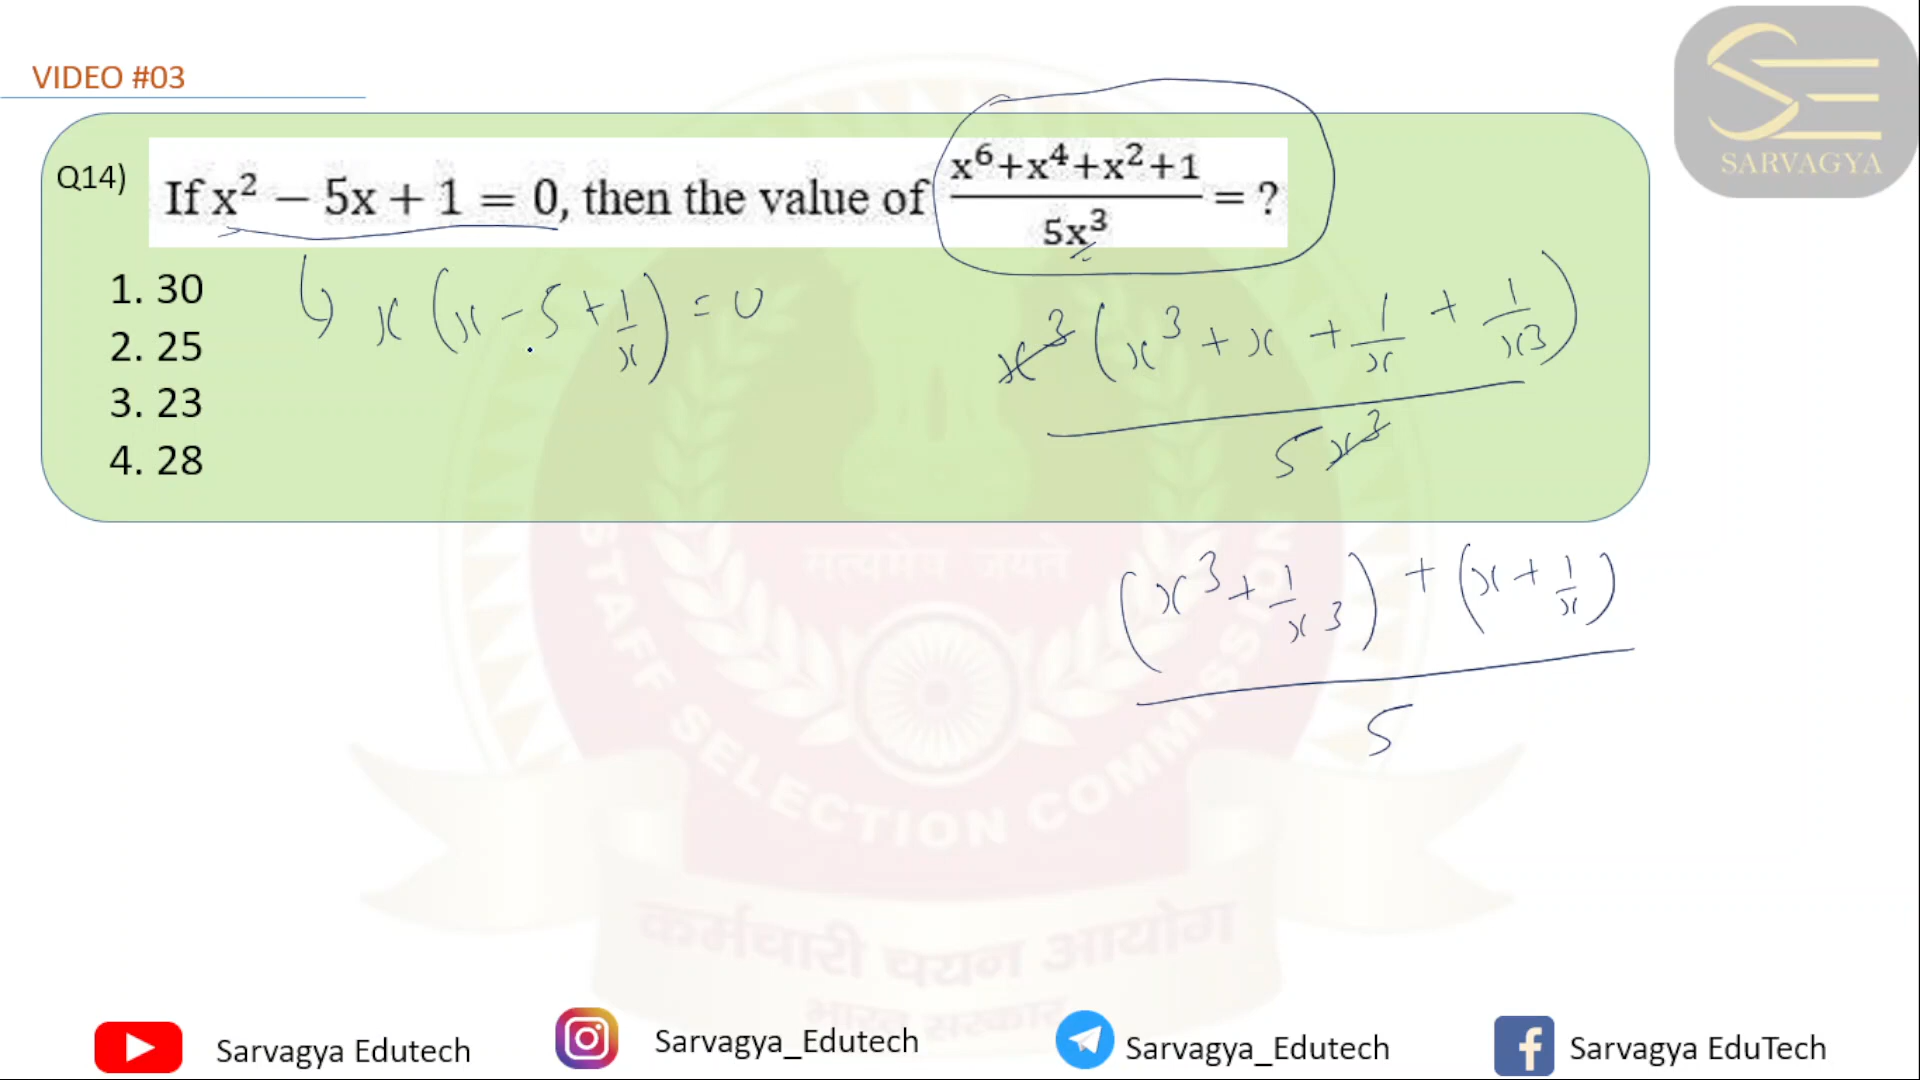 VIDEO #03
SARVAGYA
Q14) If x² − 5x + 1 = 0, then the value of (x⁶+x⁴+x²+1)/(5x³) = ?
1. 30
2. 25
3. 23
4. 28
x(x − 5 + 1/x) = 0
x³(x³ + x + 1/x + 1/x³)
5x³
(x³ + 1/x³) + (x + 1/x)
5
सत्यमेव जयते
STAFF SELECTION COMMISSION
कर्मचारी चयन आयोग
भारत सरकार
Sarvagya Edutech
Sarvagya_Edutech
Sarvagya_Edutech
Sarvagya EduTech